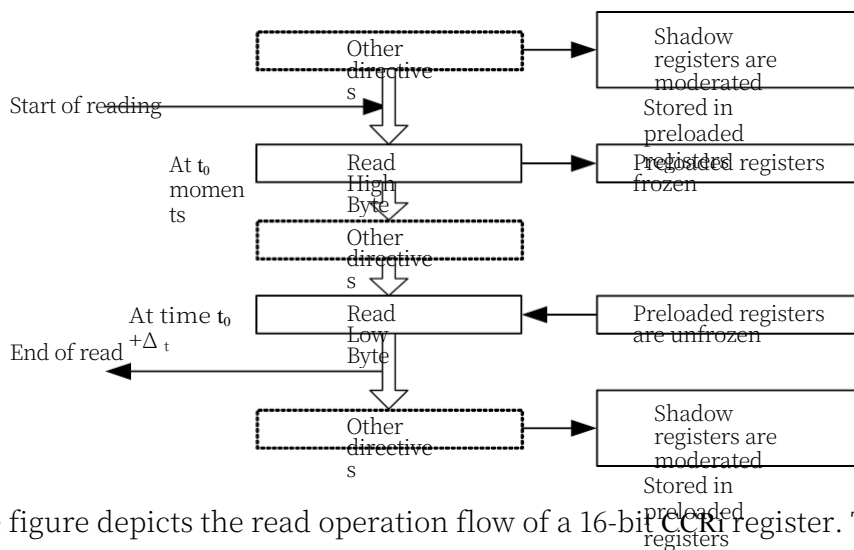 Other
directive
s
Shadow
registers are
moderated
Stored in
preloaded
registers
Start of reading
At t₀
momen
ts
Read
High
Byte
Preloaded registers
frozen
Other
directive
s
At time t₀
+Δ t
Read
Low
Byte
Preloaded registers
are unfrozen
End of read
Other
directive
s
Shadow
registers are
moderated
Stored in
preloaded
registers
figure depicts the read operation flow of a 16-bit CCRi register.